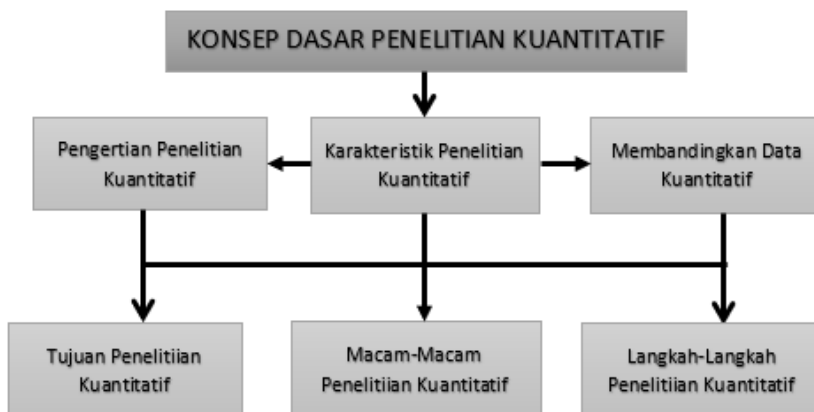 KONSEP DASAR PENELITIAN KUANTITATIF
Pengertian Penelitian
Kuantitatif
Karakteristik Penelitian
Kuantitatif
Membandingkan Data
Kuantitatif
Tujuan Penelitiian
Kuantitatif
Macam-Macam
Penelitiian Kuantitatif
Langkah-Langkah
Penelitiian Kuantitatif